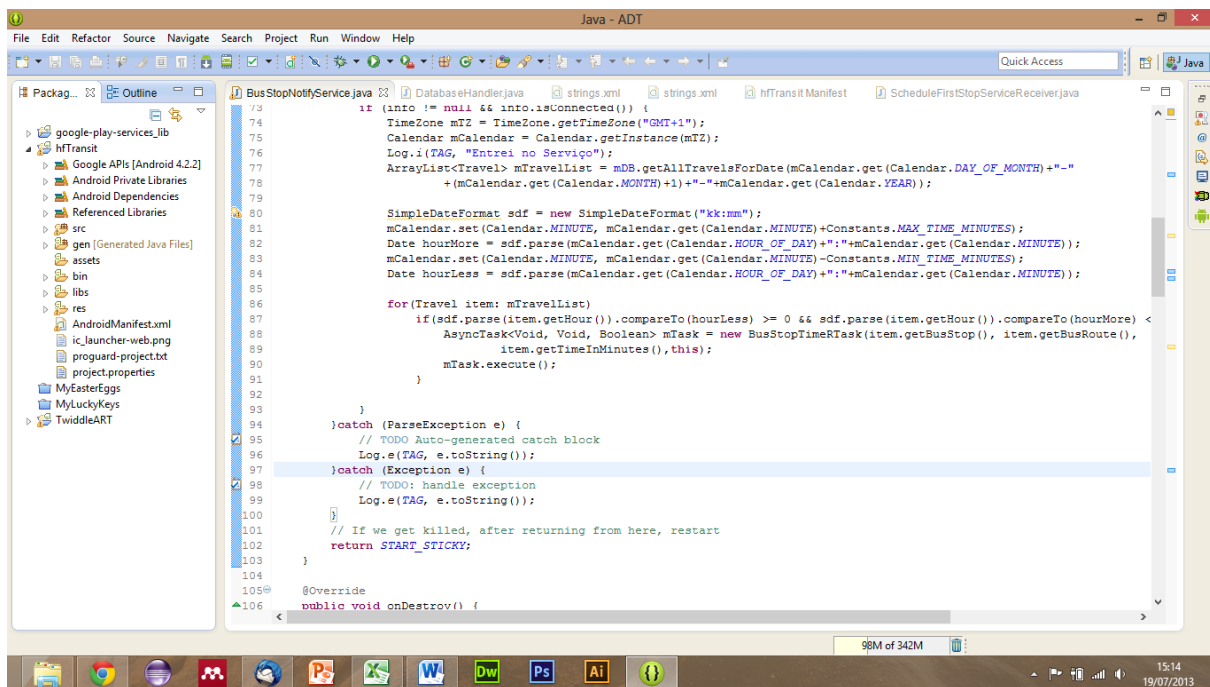 Java - ADT
File Edit Refactor Source Navigate Search Project Run Window Help
Quick Access
Java
Packag...
Outline
google-play-services_lib
hfTransit
Google APIs [Android 4.2.2]
Android Private Libraries
Android Dependencies
Referenced Libraries
src
gen [Generated Java Files]
assets
bin
libs
res
AndroidManifest.xml
ic_launcher-web.png
proguard-project.txt
project.properties
MyEasterEggs
MyLuckyKeys
TwiddleART
BusStopNotifyService.java DatabaseHandler.java strings.xml strings.xml hfTransit Manifest ScheduleFirstStopServiceReceiver.java
73 if (info != null && info.isConnected()) {
74 TimeZone mTZ = TimeZone.getTimeZone("GMT+1");
75 Calendar mCalendar = Calendar.getInstance(mTZ);
76 Log.i(TAG, "Entrei no Serviço");
77 ArrayList<Travel> mTravelList = mDB.getAllTravelsForDate(mCalendar.get(Calendar.DAY_OF_MONTH)+"-"
78 +(mCalendar.get(Calendar.MONTH)+1)+"-"+mCalendar.get(Calendar.YEAR));
79
80 SimpleDateFormat sdf = new SimpleDateFormat("kk:mm");
81 mCalendar.set(Calendar.MINUTE, mCalendar.get(Calendar.MINUTE)+Constants.MAX_TIME_MINUTES);
82 Date hourMore = sdf.parse(mCalendar.get(Calendar.HOUR_OF_DAY)+":"+mCalendar.get(Calendar.MINUTE));
83 mCalendar.set(Calendar.MINUTE, mCalendar.get(Calendar.MINUTE)-Constants.MIN_TIME_MINUTES);
84 Date hourLess = sdf.parse(mCalendar.get(Calendar.HOUR_OF_DAY)+":"+mCalendar.get(Calendar.MINUTE));
85
86 for(Travel item: mTravelList)
87 if(sdf.parse(item.getHour()).compareTo(hourLess) >= 0 && sdf.parse(item.getHour()).compareTo(hourMore) <
88 AsyncTask<Void, Void, Boolean> mTask = new BusStopTimeRTask(item.getBusStop(), item.getBusRoute(),
89 item.getTimeInMinutes(),this);
90 mTask.execute();
91 }
92
93 }
94 }catch (ParseException e) {
95 // TODO Auto-generated catch block
96 Log.e(TAG, e.toString());
97 }catch (Exception e) {
98 // TODO: handle exception
99 Log.e(TAG, e.toString());
100 }
101 // If we get killed, after returning from here, restart
102 return START_STICKY;
103 }
104
105 @Override
106 public void onDestroy() {
98M of 342M
Dw Ps Ai
15:14
19/07/2013